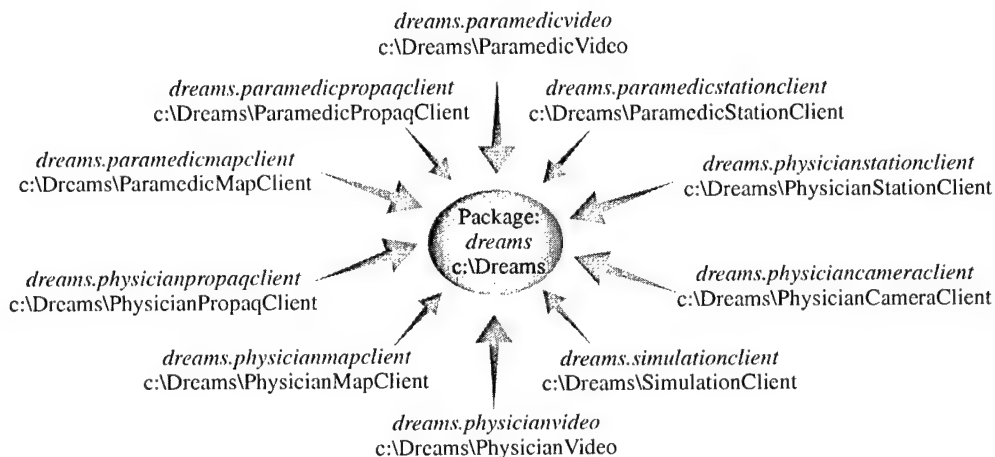 dreams.paramedicvideo
c:\Dreams\ParamedicVideo
dreams.paramedicpropaqclient
c:\Dreams\ParamedicPropaqClient
dreams.paramedicstationclient
c:\Dreams\ParamedicStationClient
dreams.paramedicmapclient
c:\Dreams\ParamedicMapClient
dreams.physicianstationclient
c:\Dreams\PhysicianStationClient
Package:
dreams
c:\Dreams
dreams.physicianpropaqclient
c:\Dreams\PhysicianPropaqClient
dreams.physiciancameraclient
c:\Dreams\PhysicianCameraClient
dreams.physicianmapclient
c:\Dreams\PhysicianMapClient
dreams.simulationclient
c:\Dreams\SimulationClient
dreams.physicianvideo
c:\Dreams\PhysicianVideo